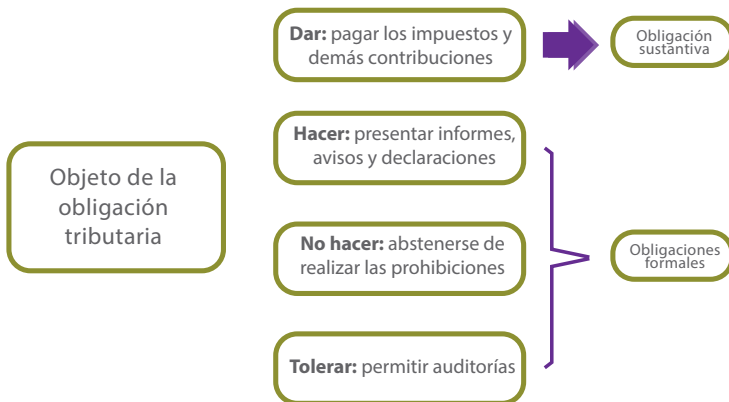 Dar: pagar los impuestos y
demás contribuciones
Obligación
sustantiva
Objeto de la
obligación
tributaria
Hacer: presentar informes,
avisos y declaraciones
No hacer: abstenerse de
realizar las prohibiciones
Tolerar: permitir auditorías
Obligaciones
formales